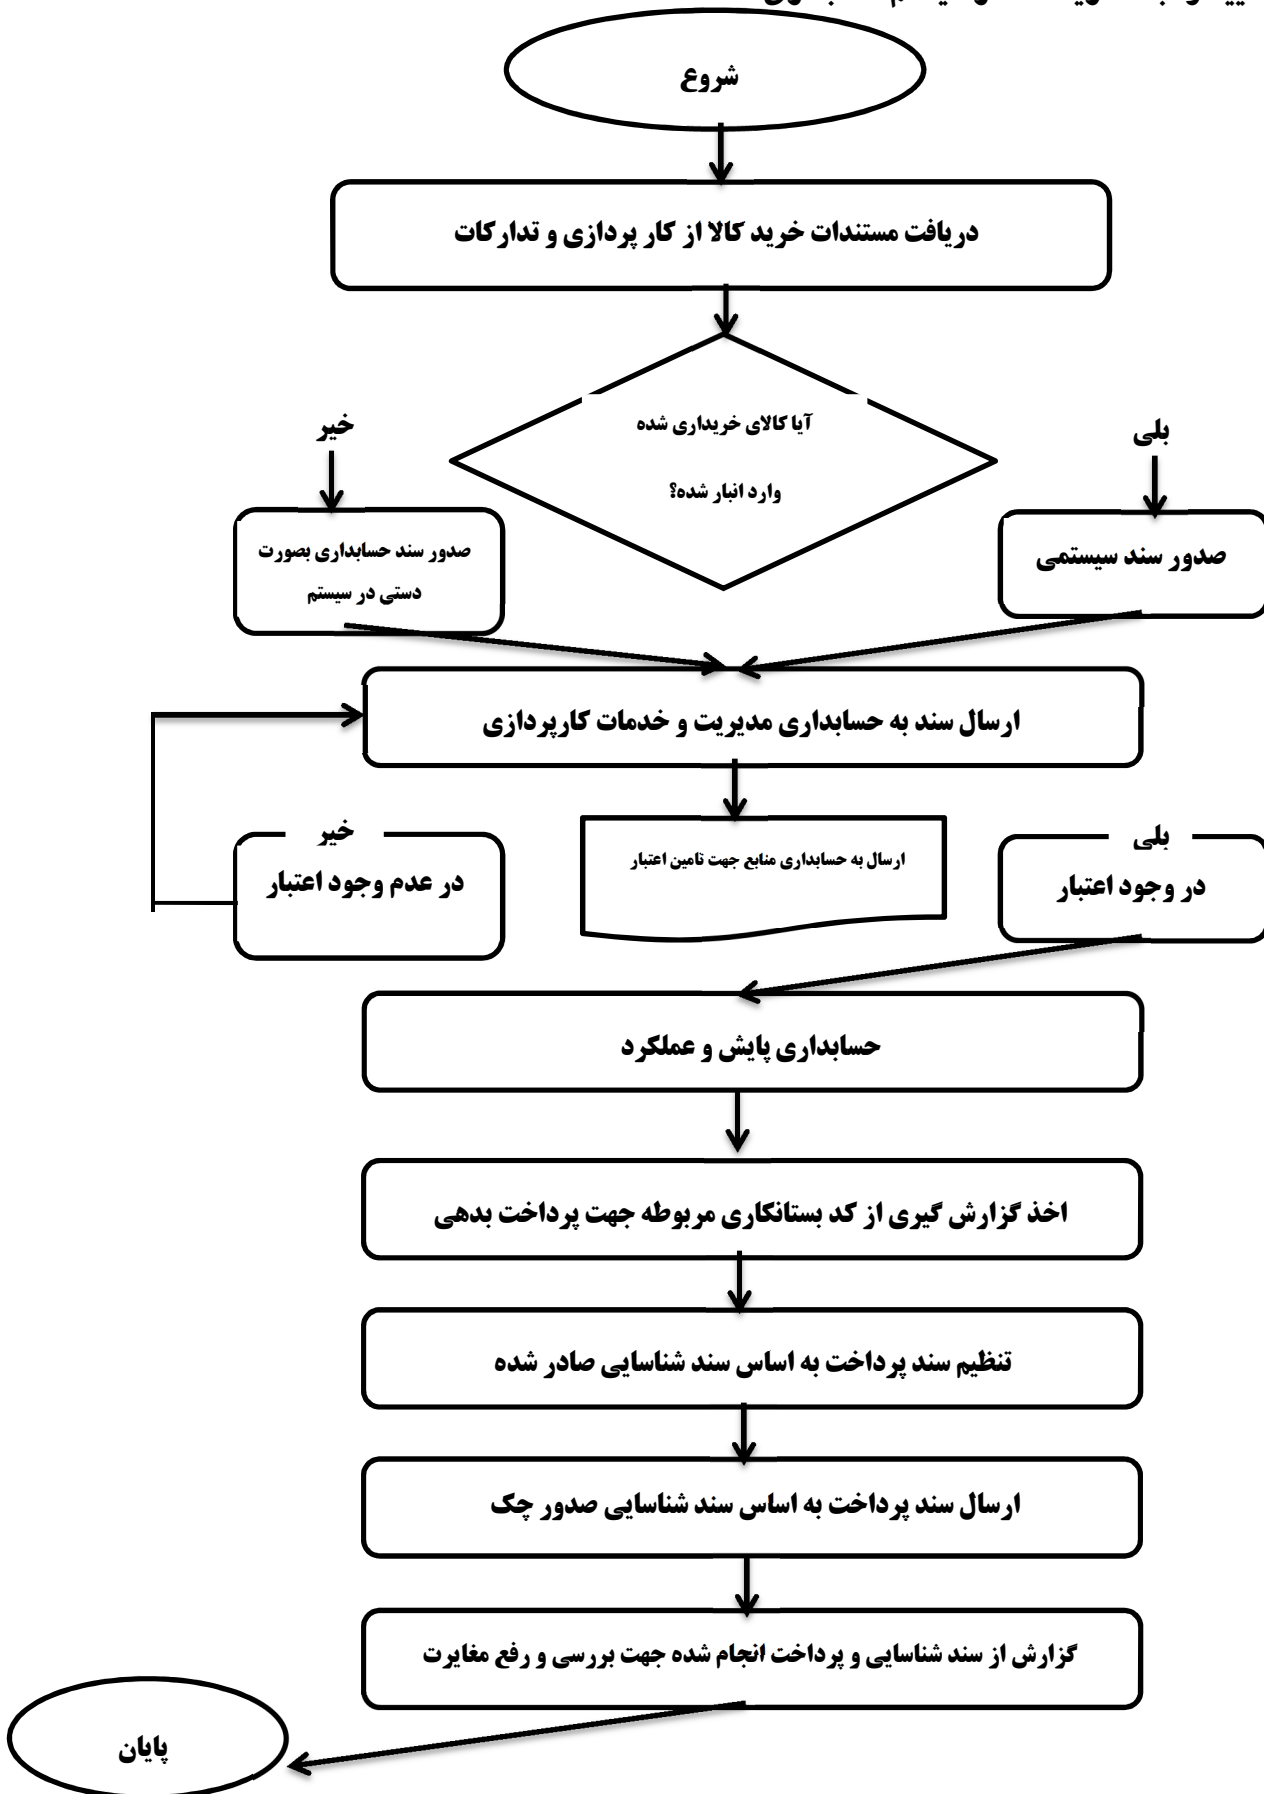 شروع
دریافت مستندات خرید کالا از کار پردازی و تدارکات
آیا کالای خریداری شده
وارد انبار شده؟
بلی
خیر
صدور سند سیستمی
صدور سند حسابداری بصورت
دستی در سیستم
ارسال سند به حسابداری مدیریت و خدمات کارپردازی
بلی
در وجود اعتبار
ارسال به حسابداری منابع جهت تامین اعتبار
خیر
در عدم وجود اعتبار
حسابداری پایش و عملکرد
اخذ گزارش گیری از کد بستانکاری مربوطه جهت پرداخت بدهی
تنظیم سند پرداخت به اساس سند شناسایی صادر شده
ارسال سند پرداخت به اساس سند شناسایی صدور چک
گزارش از سند شناسایی و پرداخت انجام شده جهت بررسی و رفع مغایرت
پایان